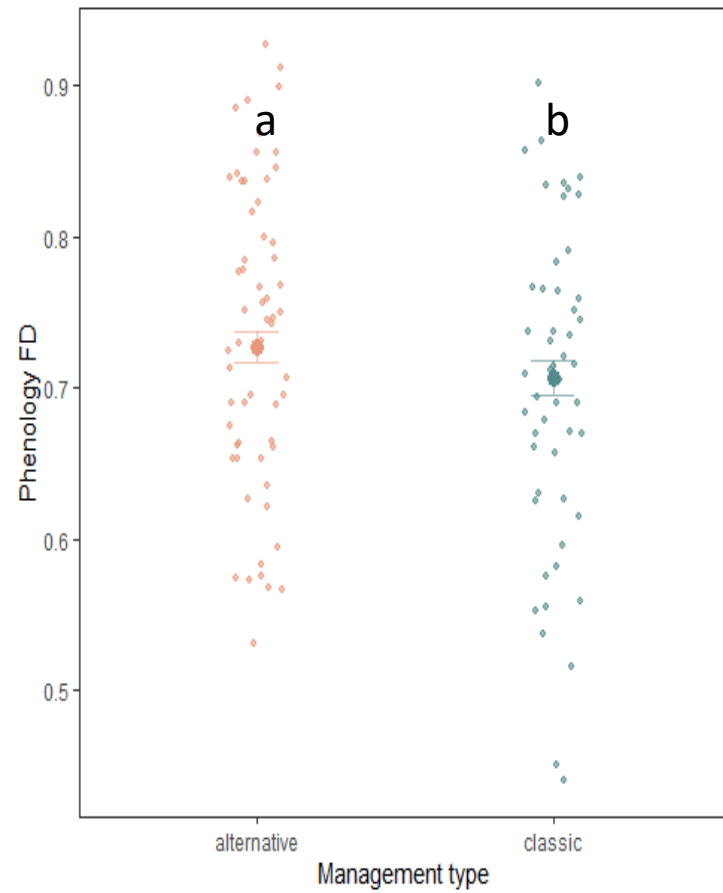 0.9
0.8
0.7
0.6
0.5
Phenology FD
a
b
alternative
classic
Management type